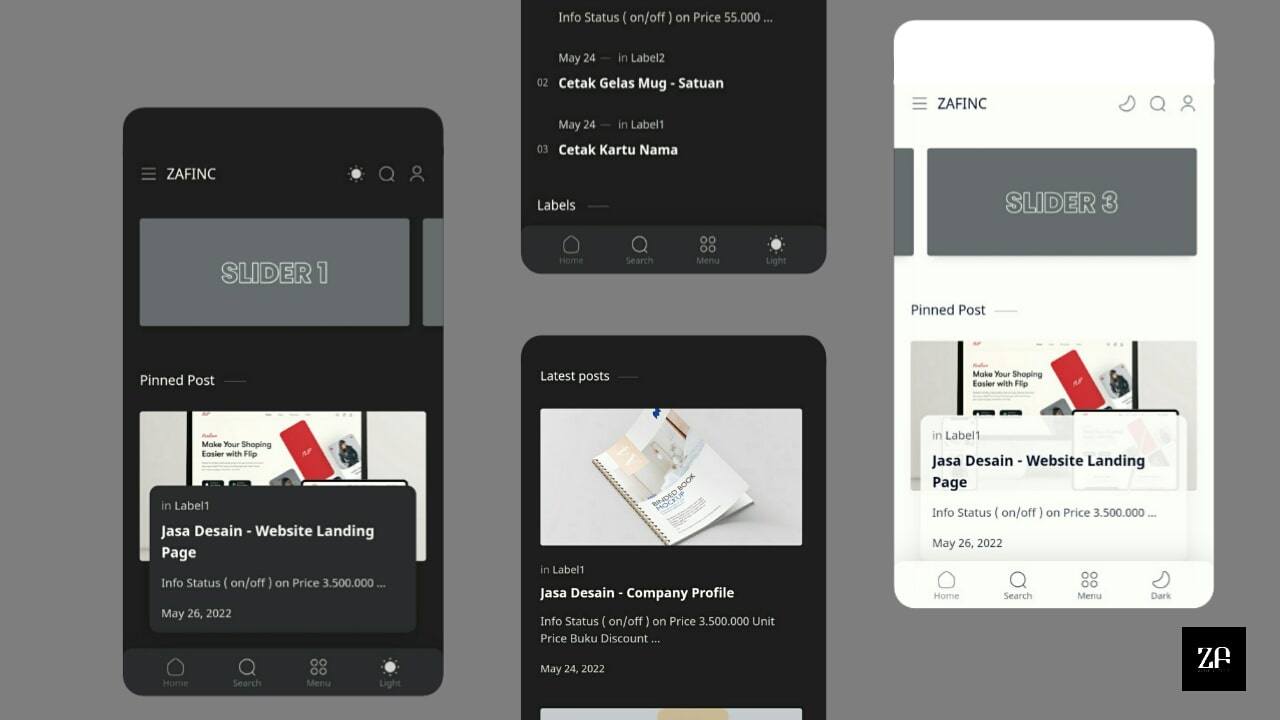 ZAFINC
SLIDER 1
Pinned Post
Make Your Shoping
Easier with Flip
in Label1
Jasa Desain - Website Landing
Page
Info Status ( on/off ) on Price 3.500.000 ...
May 26, 2022
Home
Search
Menu
Light
Info Status ( on/off ) on Price 55.000 ...
May 24 — in Label2
02 Cetak Gelas Mug - Satuan
May 24 — in Label1
03 Cetak Kartu Nama
Labels
Home
Search
Menu
Light
Latest posts
BINDED BOOK
MOCKUP
in Label1
Jasa Desain - Company Profile
Info Status ( on/off ) on Price 3.500.000 Unit
Price Buku Discount ...
May 24, 2022
ZAFINC
SLIDER 3
Pinned Post
Make Your Shoping
Easier with Flip
in Label1
Jasa Desain - Website Landing
Page
Info Status ( on/off ) on Price 3.500.000 ...
May 26, 2022
Home
Search
Menu
Dark
ZA